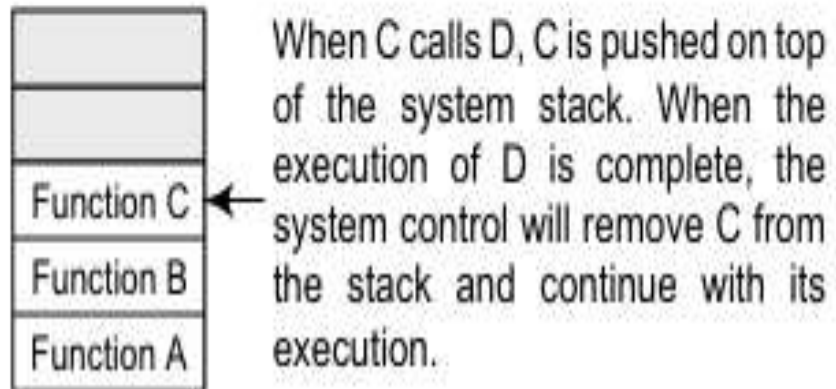 Function C
Function B
Function A
When C calls D, C is pushed on top
of the system stack. When the
execution of D is complete, the
system control will remove C from
the stack and continue with its
execution.